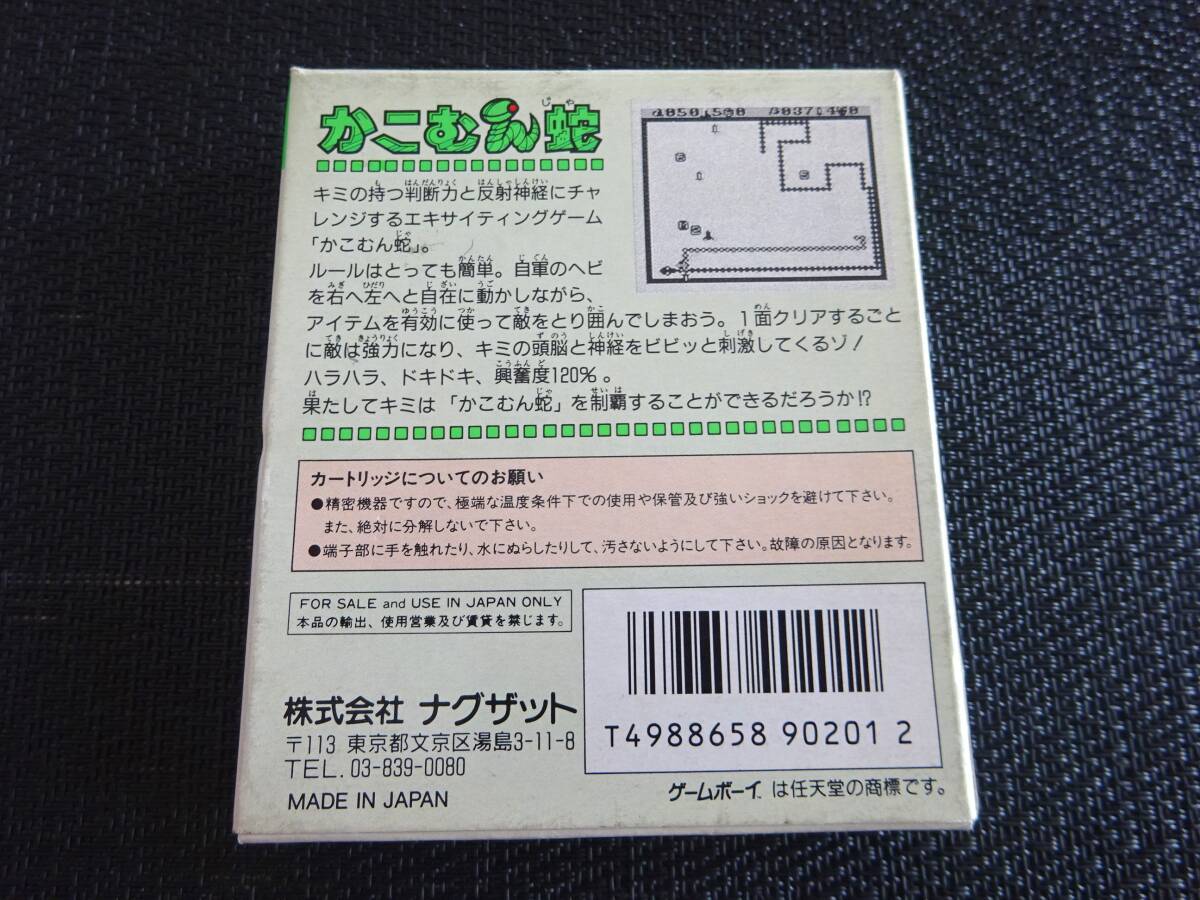 かこむん蛇
キミの持つ判断力と反射神経にチャ
レンジするエキサイティングゲーム
「かこむん蛇」。
ルールはとっても簡単。自軍のヘビ
を右へ左へと自在に動かしながら、
アイテムを有効に使って敵をとり囲んでしまおう。1面クリアするごと
に敵は強力になり、キミの頭脳と神経をビビッと刺激してくるゾ!
ハラハラ、ドキドキ、興奮度120%。
果たしてキミは「かこむん蛇」を制覇することができるだろうか!?
カートリッジについてのお願い
●精密機器ですので、極端な温度条件下での使用や保管及び強いショックを避けて下さい。
また、絶対に分解しないで下さい。
●端子部に手を触れたり、水にぬらしたりして、汚さないようにして下さい。故障の原因となります。
FOR SALE and USE IN JAPAN ONLY
本品の輸出、使用営業及び賃貸を禁じます。
株式会社 ナグザット
〒113 東京都文京区湯島3-11-8
TEL. 03-839-0080
MADE IN JAPAN
T4988658 90201 2
ゲームボーイは任天堂の商標です。